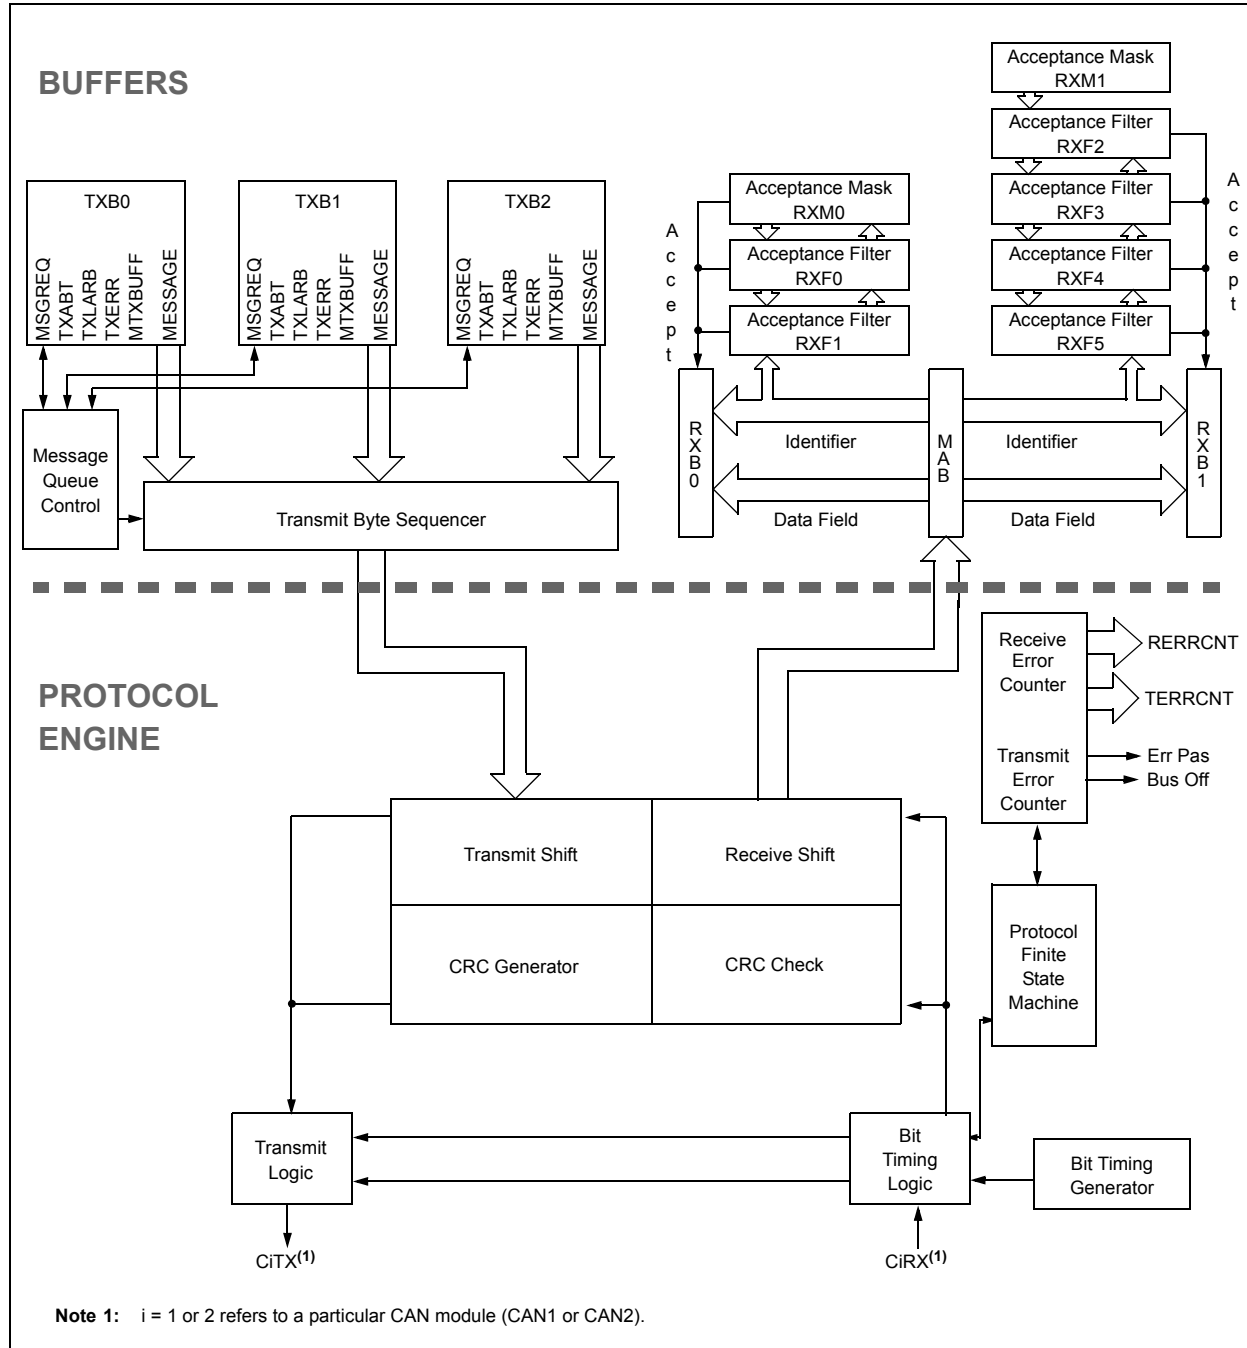 BUFFERS
TXB0
MSGREQ
TXABT
TXLARB
TXERR
MTXBUFF
MESSAGE
TXB1
MSGREQ
TXABT
TXLARB
TXERR
MTXBUFF
MESSAGE
TXB2
MSGREQ
TXABT
TXLARB
TXERR
MTXBUFF
MESSAGE
Message
Queue
Control
Transmit Byte Sequencer
Accept
Acceptance Mask
RXM0
Acceptance Filter
RXF0
Acceptance Filter
RXF1
Acceptance Mask
RXM1
Acceptance Filter
RXF2
Acceptance Filter
RXF3
Acceptance Filter
RXF4
Acceptance Filter
RXF5
Accept
RXB0
Identifier
Data Field
MAB
Identifier
Data Field
RXB1
PROTOCOL
ENGINE
Receive
Error
Counter
Transmit
Error
Counter
RERRCNT
TERRCNT
Err Pas
Bus Off
Transmit Shift
Receive Shift
CRC Generator
CRC Check
Protocol
Finite
State
Machine
Transmit
Logic
Bit
Timing
Logic
Bit Timing
Generator
CiTX(1)
CiRX(1)
Note 1: i = 1 or 2 refers to a particular CAN module (CAN1 or CAN2).